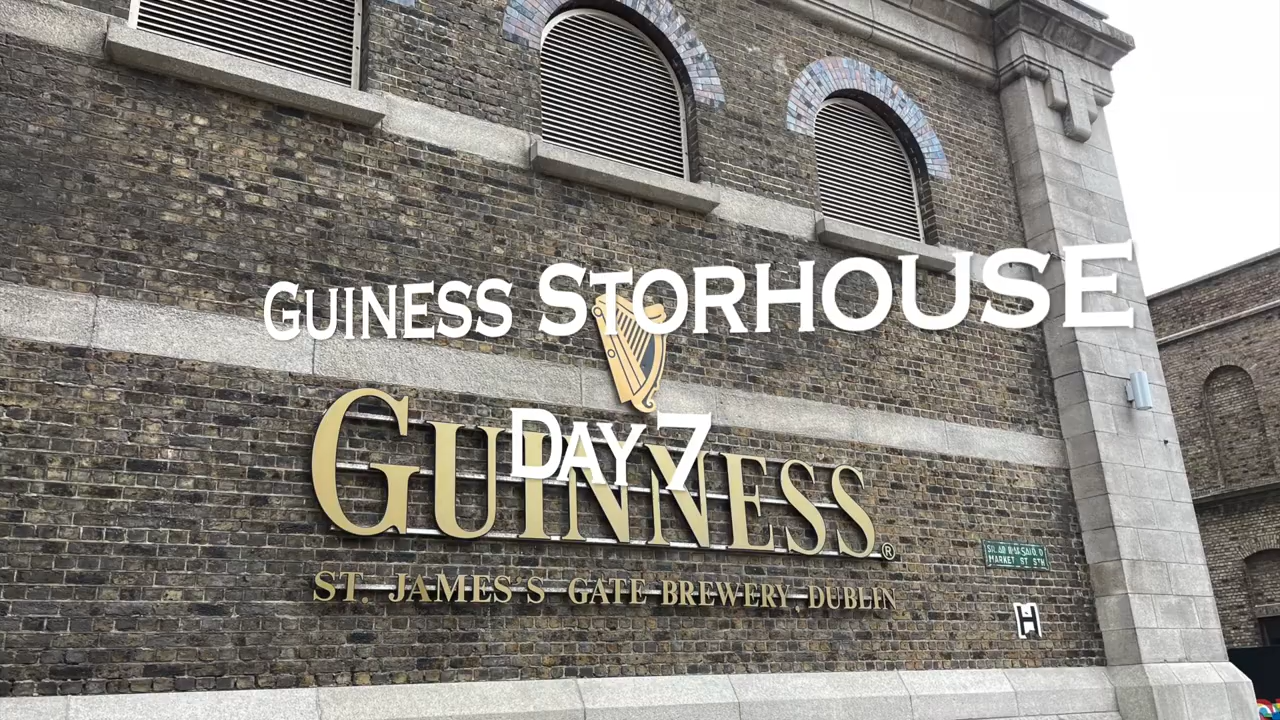 GUINESS STORHOUSE
DAY 7
GUINNESS®
ST. JAMES'S GATE BREWERY, DUBLIN
MARKET ST STH
H